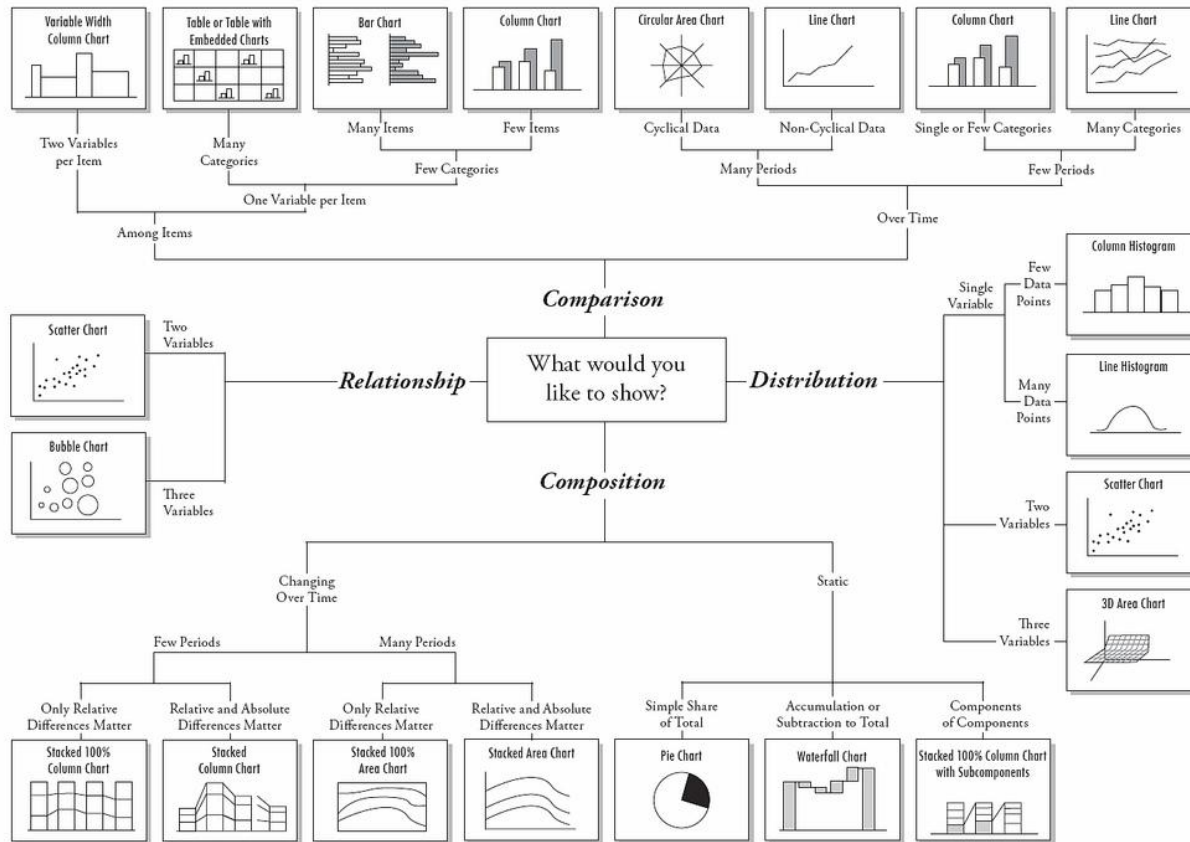 Variable Width
Column Chart
Table or Table with
Embedded Charts
Bar Chart
Column Chart
Circular Area Chart
Line Chart
Column Chart
Line Chart
Two Variables
per Item
Many
Categories
Many Items
Few Items
Cyclical Data
Non-Cyclical Data
Single or Few Categories
Many Categories
Few Categories
Many Periods
Few Periods
One Variable per Item
Among Items
Over Time
Comparison
What would you
like to show?
Relationship
Two
Variables
Scatter Chart
Three
Variables
Bubble Chart
Distribution
Single
Variable
Few
Data
Points
Column Histogram
Many
Data
Points
Line Histogram
Two
Variables
Scatter Chart
Three
Variables
3D Area Chart
Composition
Changing
Over Time
Static
Few Periods
Many Periods
Only Relative
Differences Matter
Relative and Absolute
Differences Matter
Only Relative
Differences Matter
Relative and Absolute
Differences Matter
Simple Share
of Total
Accumulation or
Subtraction to Total
Components
of Components
Stacked 100%
Column Chart
Stacked
Column Chart
Stacked 100%
Area Chart
Stacked Area Chart
Pie Chart
Waterfall Chart
Stacked 100% Column Chart
with Subcomponents